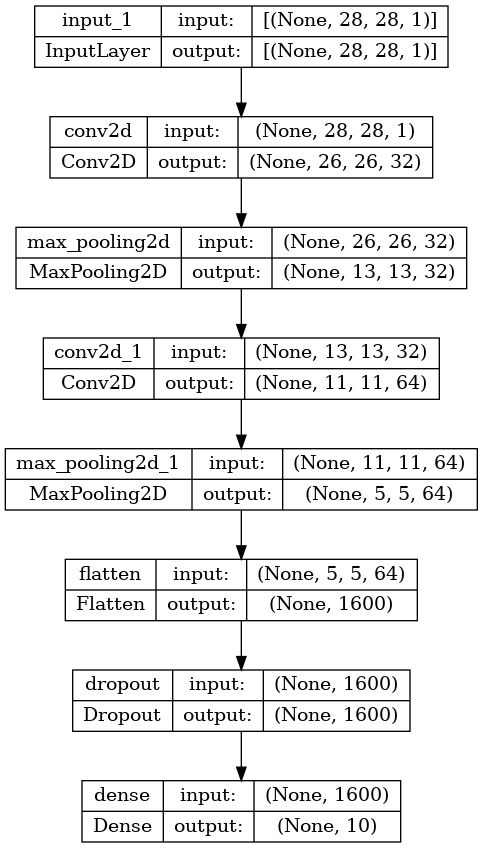 input_1 input: [(None, 28, 28, 1)]
InputLayer output: [(None, 28, 28, 1)]
conv2d input: (None, 28, 28, 1)
Conv2D output: (None, 26, 26, 32)
max_pooling2d input: (None, 26, 26, 32)
MaxPooling2D output: (None, 13, 13, 32)
conv2d_1 input: (None, 13, 13, 32)
Conv2D output: (None, 11, 11, 64)
max_pooling2d_1 input: (None, 11, 11, 64)
MaxPooling2D output: (None, 5, 5, 64)
flatten input: (None, 5, 5, 64)
Flatten output: (None, 1600)
dropout input: (None, 1600)
Dropout output: (None, 1600)
dense input: (None, 1600)
Dense output: (None, 10)